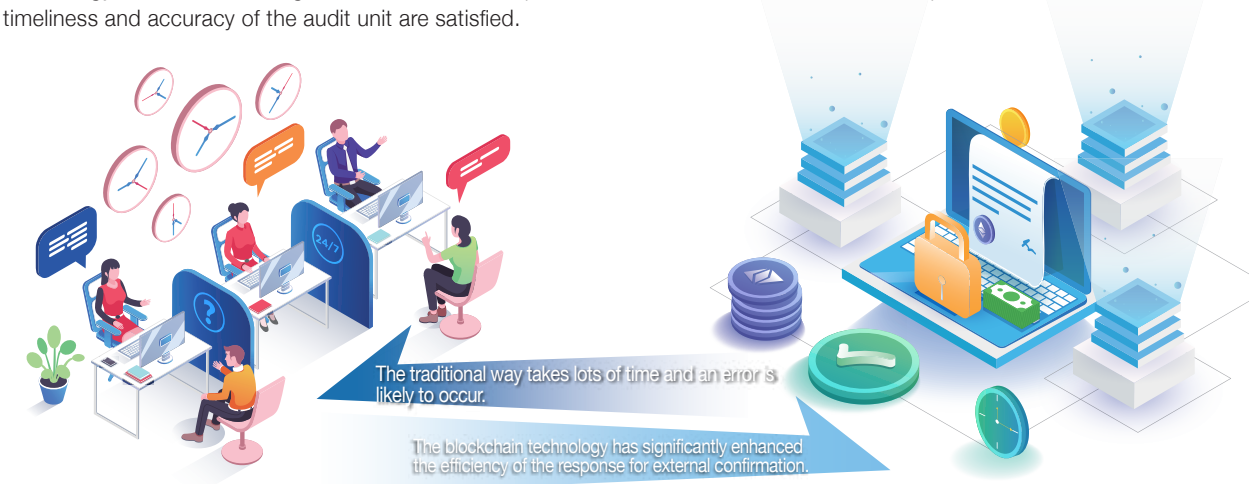 timeliness and accuracy of the audit unit are satisfied.
24/7
?
The traditional way takes lots of time and an error is
likely to occur.
The blockchain technology has significantly enhanced
the efficiency of the response for external confirmation.